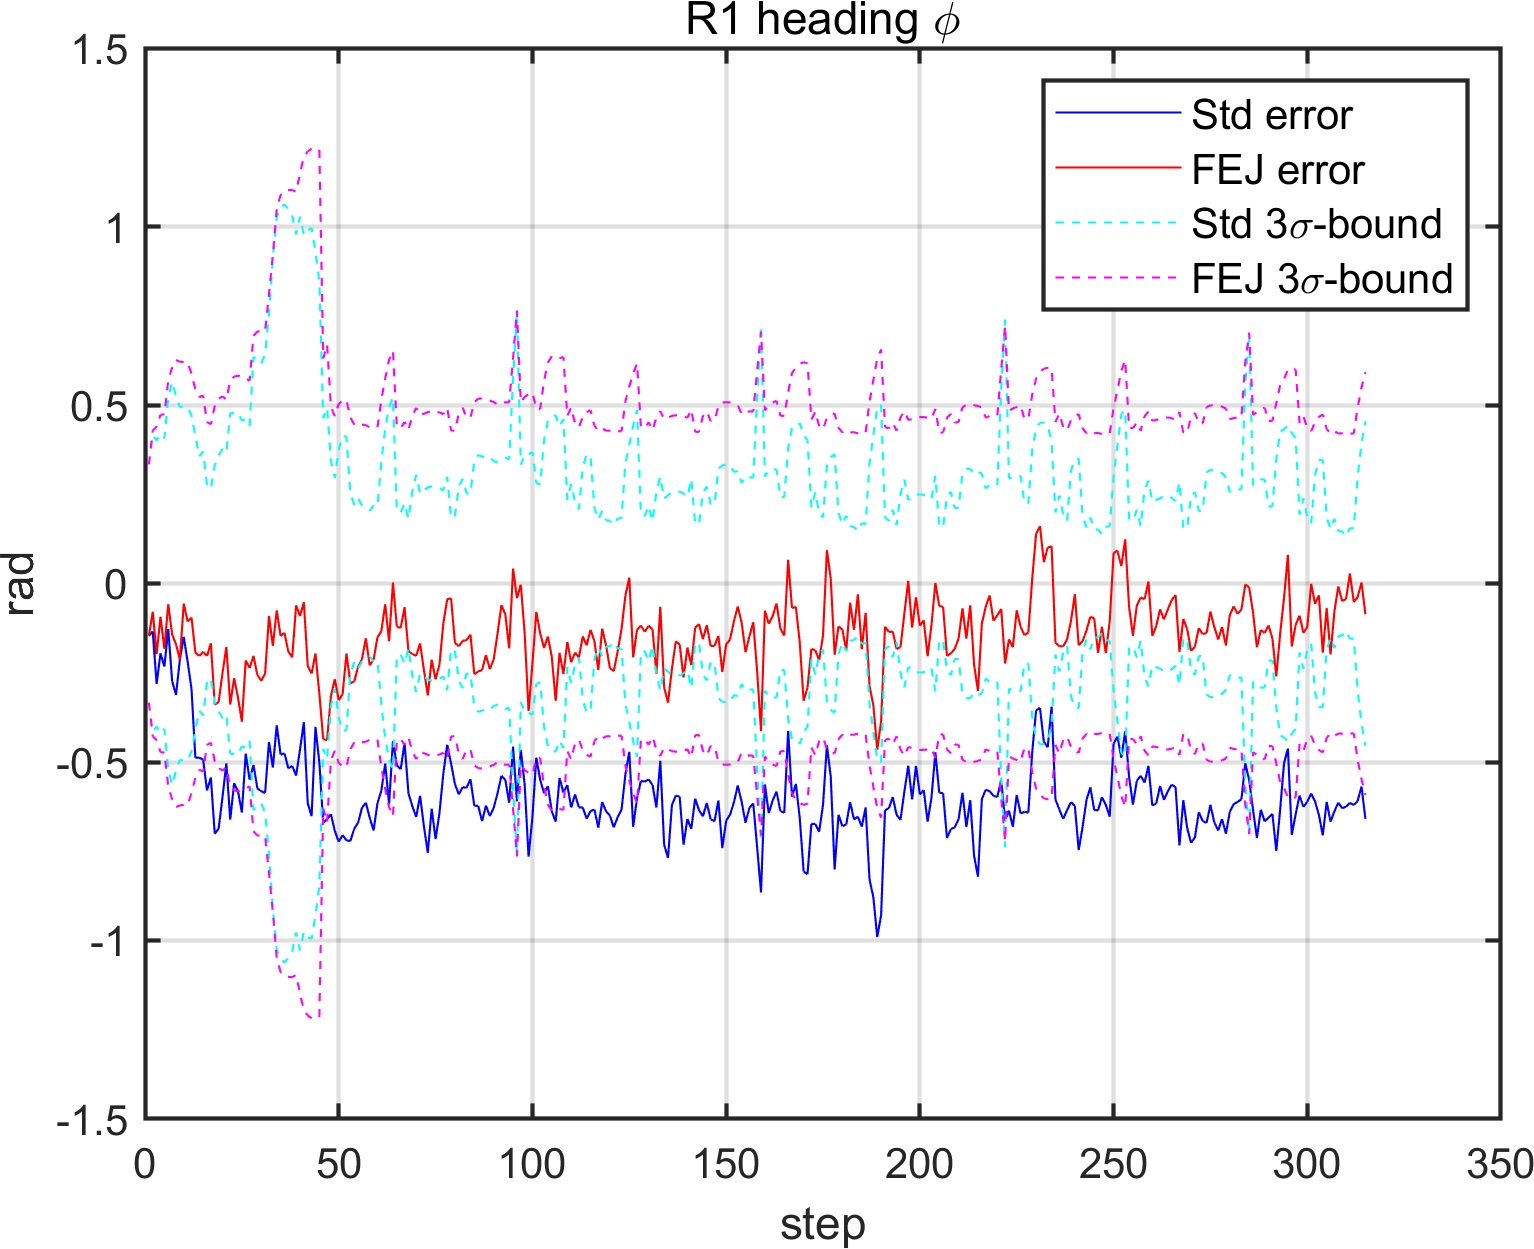 R1 heading ϕ
1.5
1
0.5
0
-0.5
-1
-1.5
rad
Std error
FEJ error
Std 3σ-bound
FEJ 3σ-bound
0 50 100 150 200 250 300 350
step